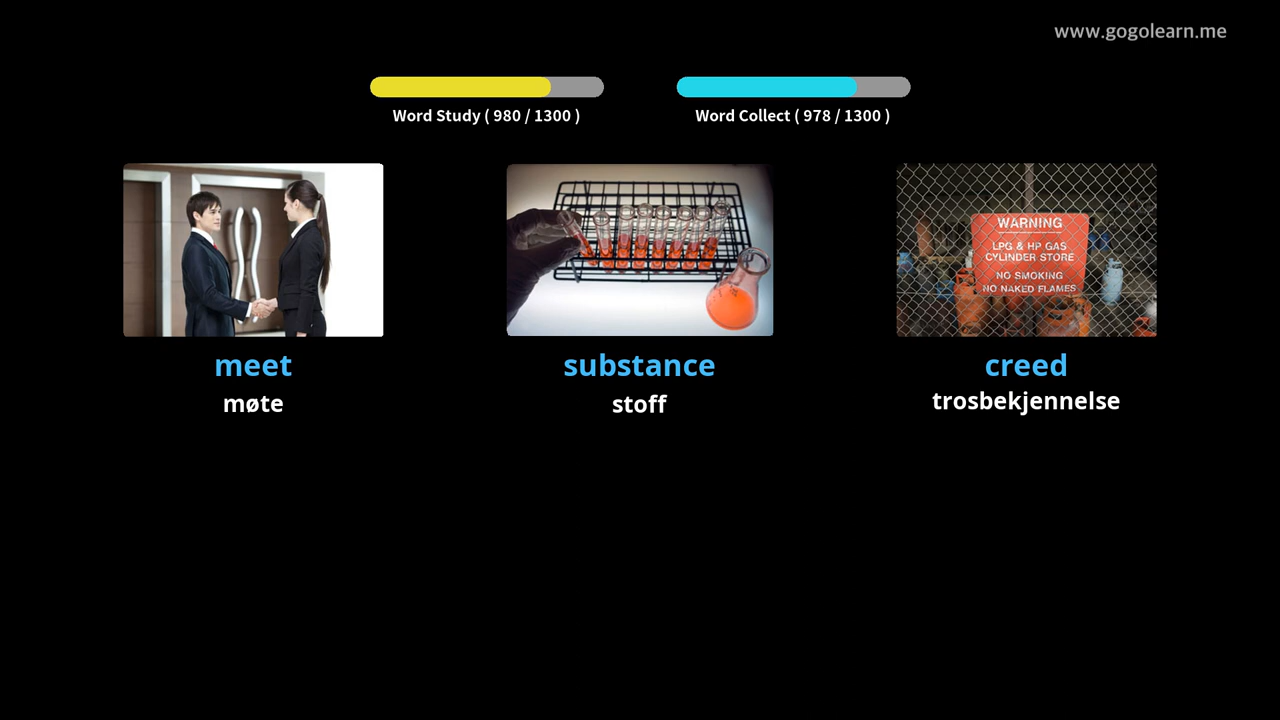 www.gogolearn.me
Word Study ( 980 / 1300 )
Word Collect ( 978 / 1300 )
WARNING
LPG & HP GAS
CYLINDER STORE
NO SMOKING
NO NAKED FLAMES
meet
substance
creed
møte
stoff
trosbekjennelse